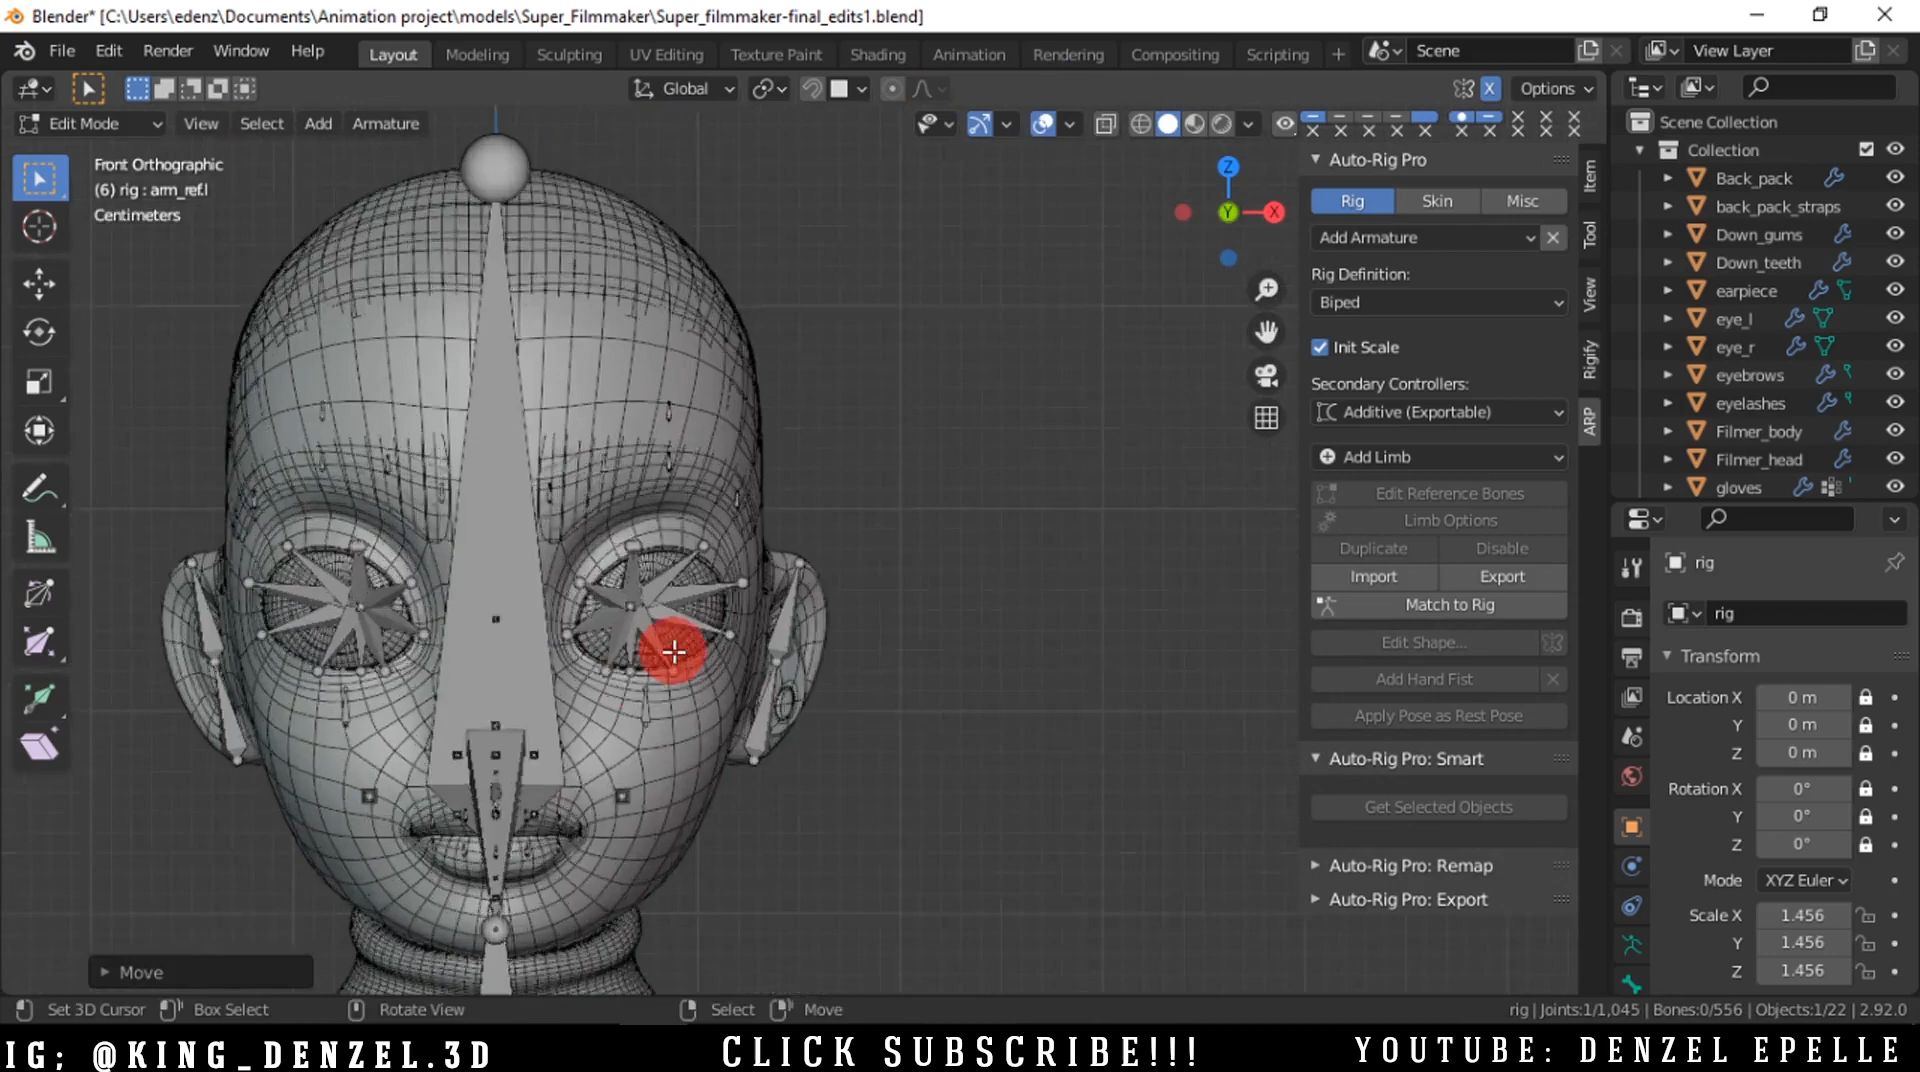 Blender* [C:\Users\edenz\Documents\Animation project\models\Super_Filmmaker\Super_filmmaker-final_edits1.blend]
File Edit Render Window Help Layout Modeling Sculpting UV Editing Texture Paint Shading Animation Rendering Compositing Scripting + Scene View Layer
Global X Options
Edit Mode View Select Add Armature
Front Orthographic
(6) rig : arm_ref.l
Centimeters
Z
Y
X
Item
Tool
View
Rigify
ARP
Auto-Rig Pro
Rig Skin Misc
Add Armature
Rig Definition:
Biped
Init Scale
Secondary Controllers:
Additive (Exportable)
Add Limb
Edit Reference Bones
Limb Options
Duplicate Disable
Import Export
Match to Rig
Edit Shape...
Add Hand Fist
Apply Pose as Rest Pose
Auto-Rig Pro: Smart
Get Selected Objects
Auto-Rig Pro: Remap
Auto-Rig Pro: Export
Scene Collection
Collection
Back_pack
back_pack_straps
Down_gums
Down_teeth
earpiece
eye_l
eye_r
eyebrows
eyelashes
Filmer_body
Filmer_head
gloves
rig
rig
Transform
Location X 0 m
Y 0 m
Z 0 m
Rotation X 0°
Y 0°
Z 0°
Mode XYZ Euler
Scale X 1.456
Y 1.456
Z 1.456
Move
Set 3D Cursor Box Select Rotate View Select Move rig | Joints:1/1,045 | Bones:0/556 | Objects:1/22 | 2.92.0
IG; @KING_DENZEL.3D CLICK SUBSCRIBE!!! YOUTUBE: DENZEL EPELLE